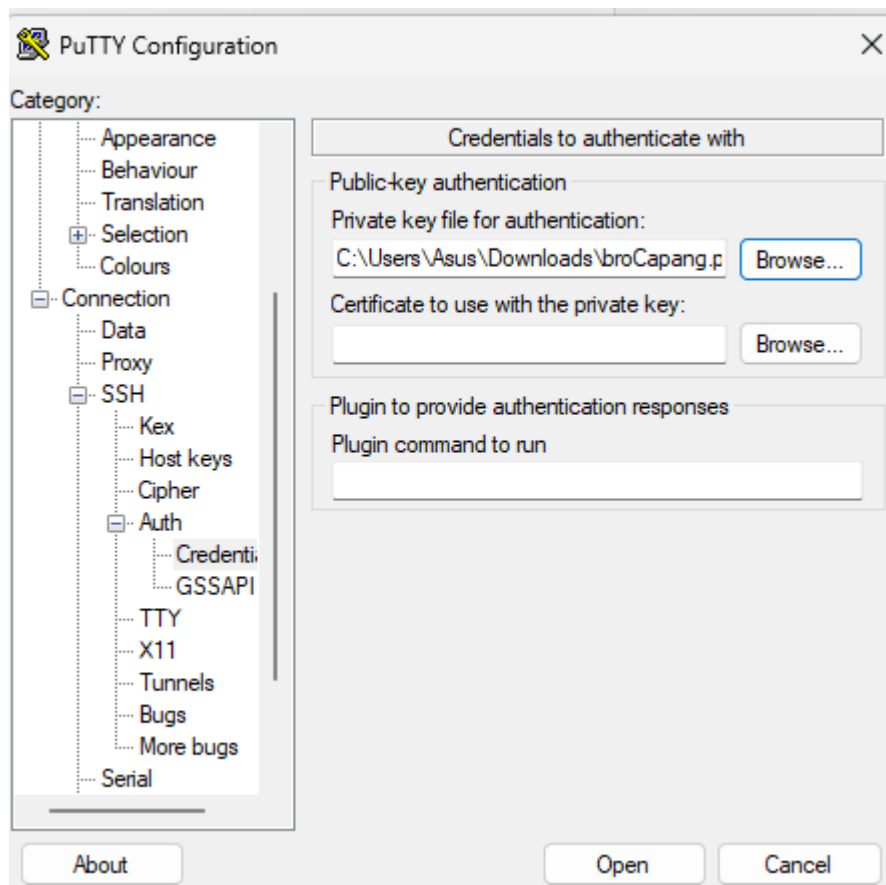 PuTTY Configuration
Category:
Appearance
Behaviour
Translation
Selection
Colours
Connection
Data
Proxy
SSH
Kex
Host keys
Cipher
Auth
Credentia
GSSAPI
TTY
X11
Tunnels
Bugs
More bugs
Serial
Credentials to authenticate with
Public-key authentication
Private key file for authentication:
C:\Users\Asus\Downloads\broCapang.p
Browse...
Certificate to use with the private key:
Browse...
Plugin to provide authentication responses
Plugin command to run
About
Open
Cancel